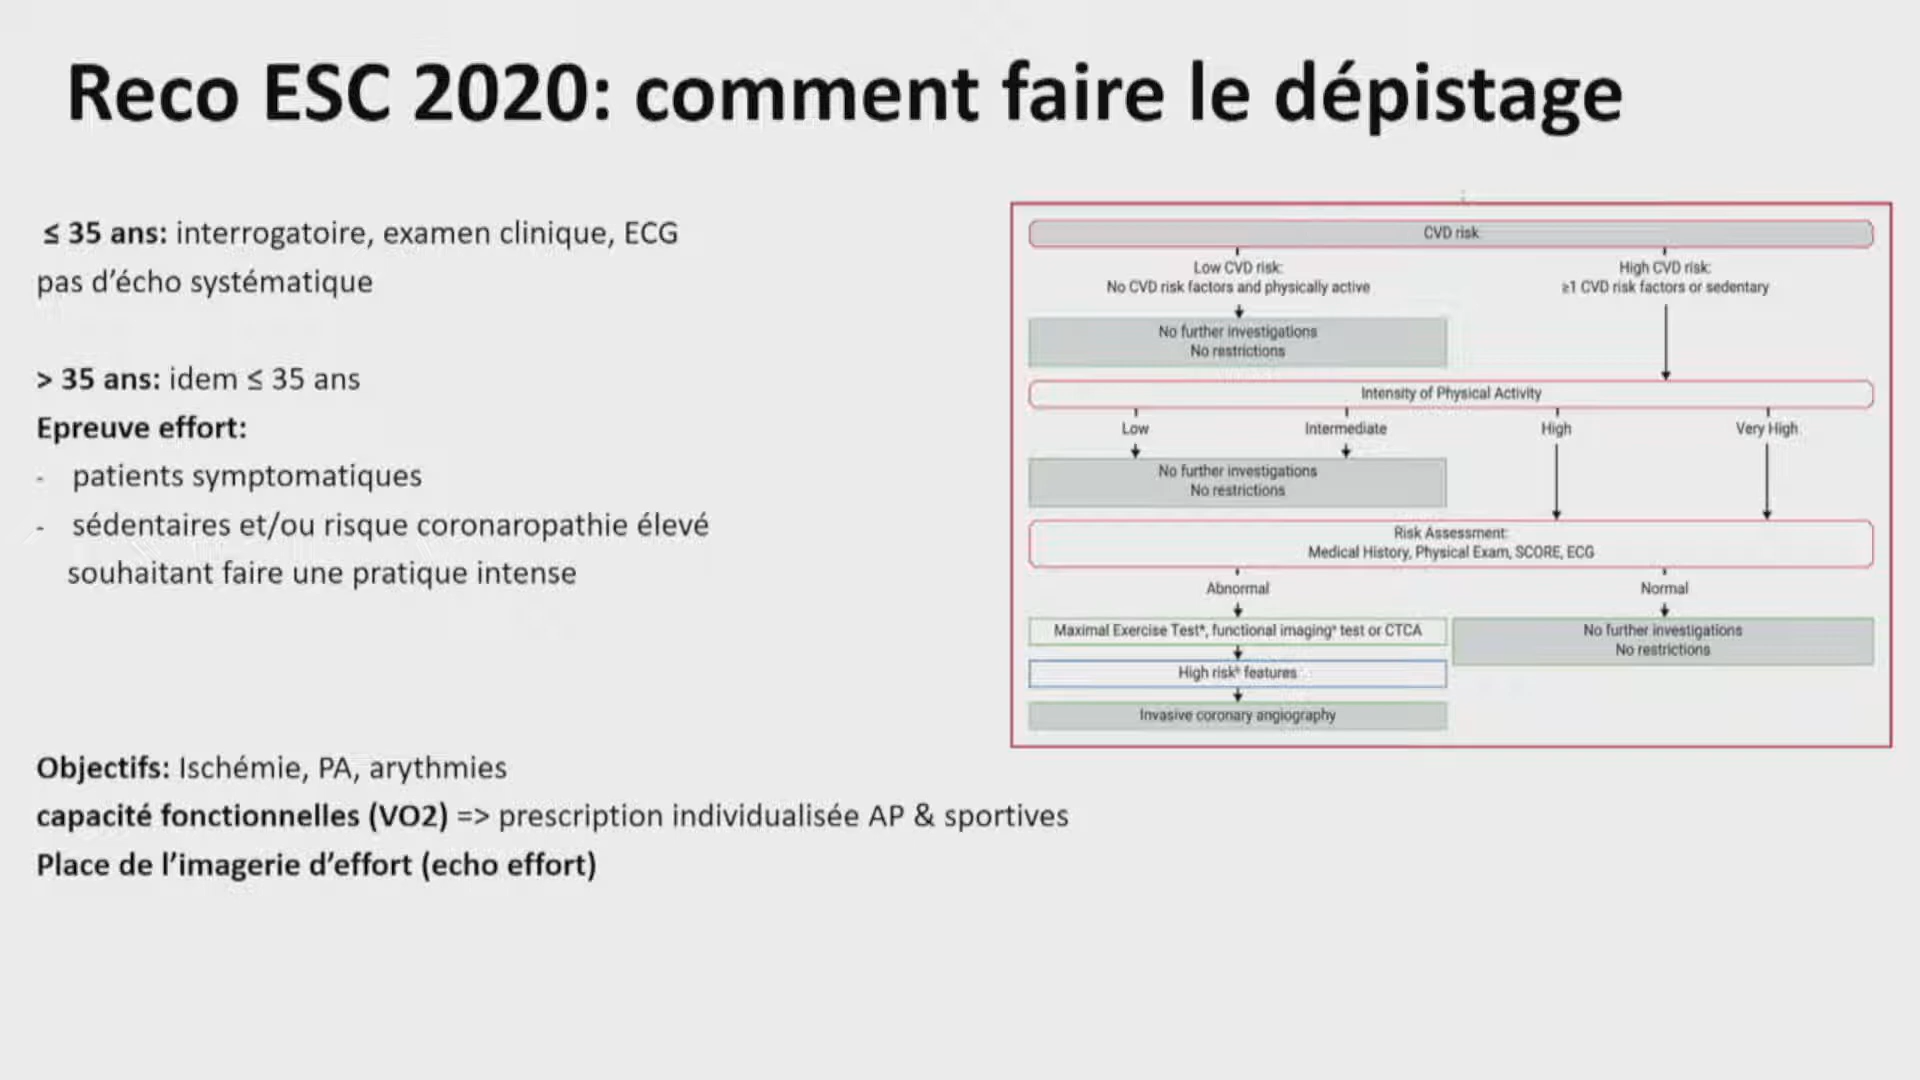 Reco ESC 2020: comment faire le dépistage
≤ 35 ans: interrogatoire, examen clinique, ECG
pas d’écho systématique
> 35 ans: idem ≤ 35 ans
Epreuve effort:
- patients symptomatiques
- sédentaires et/ou risque coronaropathie élevé
souhaitant faire une pratique intense
Objectifs: Ischémie, PA, arythmies
capacité fonctionnelles (VO2) => prescription individualisée AP & sportives
Place de l’imagerie d’effort (echo effort)
CVD risk
Low CVD risk:
No CVD risk factors and physically active
High CVD risk:
≥1 CVD risk factors or sedentary
No further investigations
No restrictions
Intensity of Physical Activity
Low
Intermediate
High
Very High
No further investigations
No restrictions
Risk Assessment:
Medical History, Physical Exam, SCORE, ECG
Abnormal
Normal
Maximal Exercise Test*, functional imagingª test or CTCA
No further investigations
No restrictions
High riskᵇ features
Invasive coronary angiography